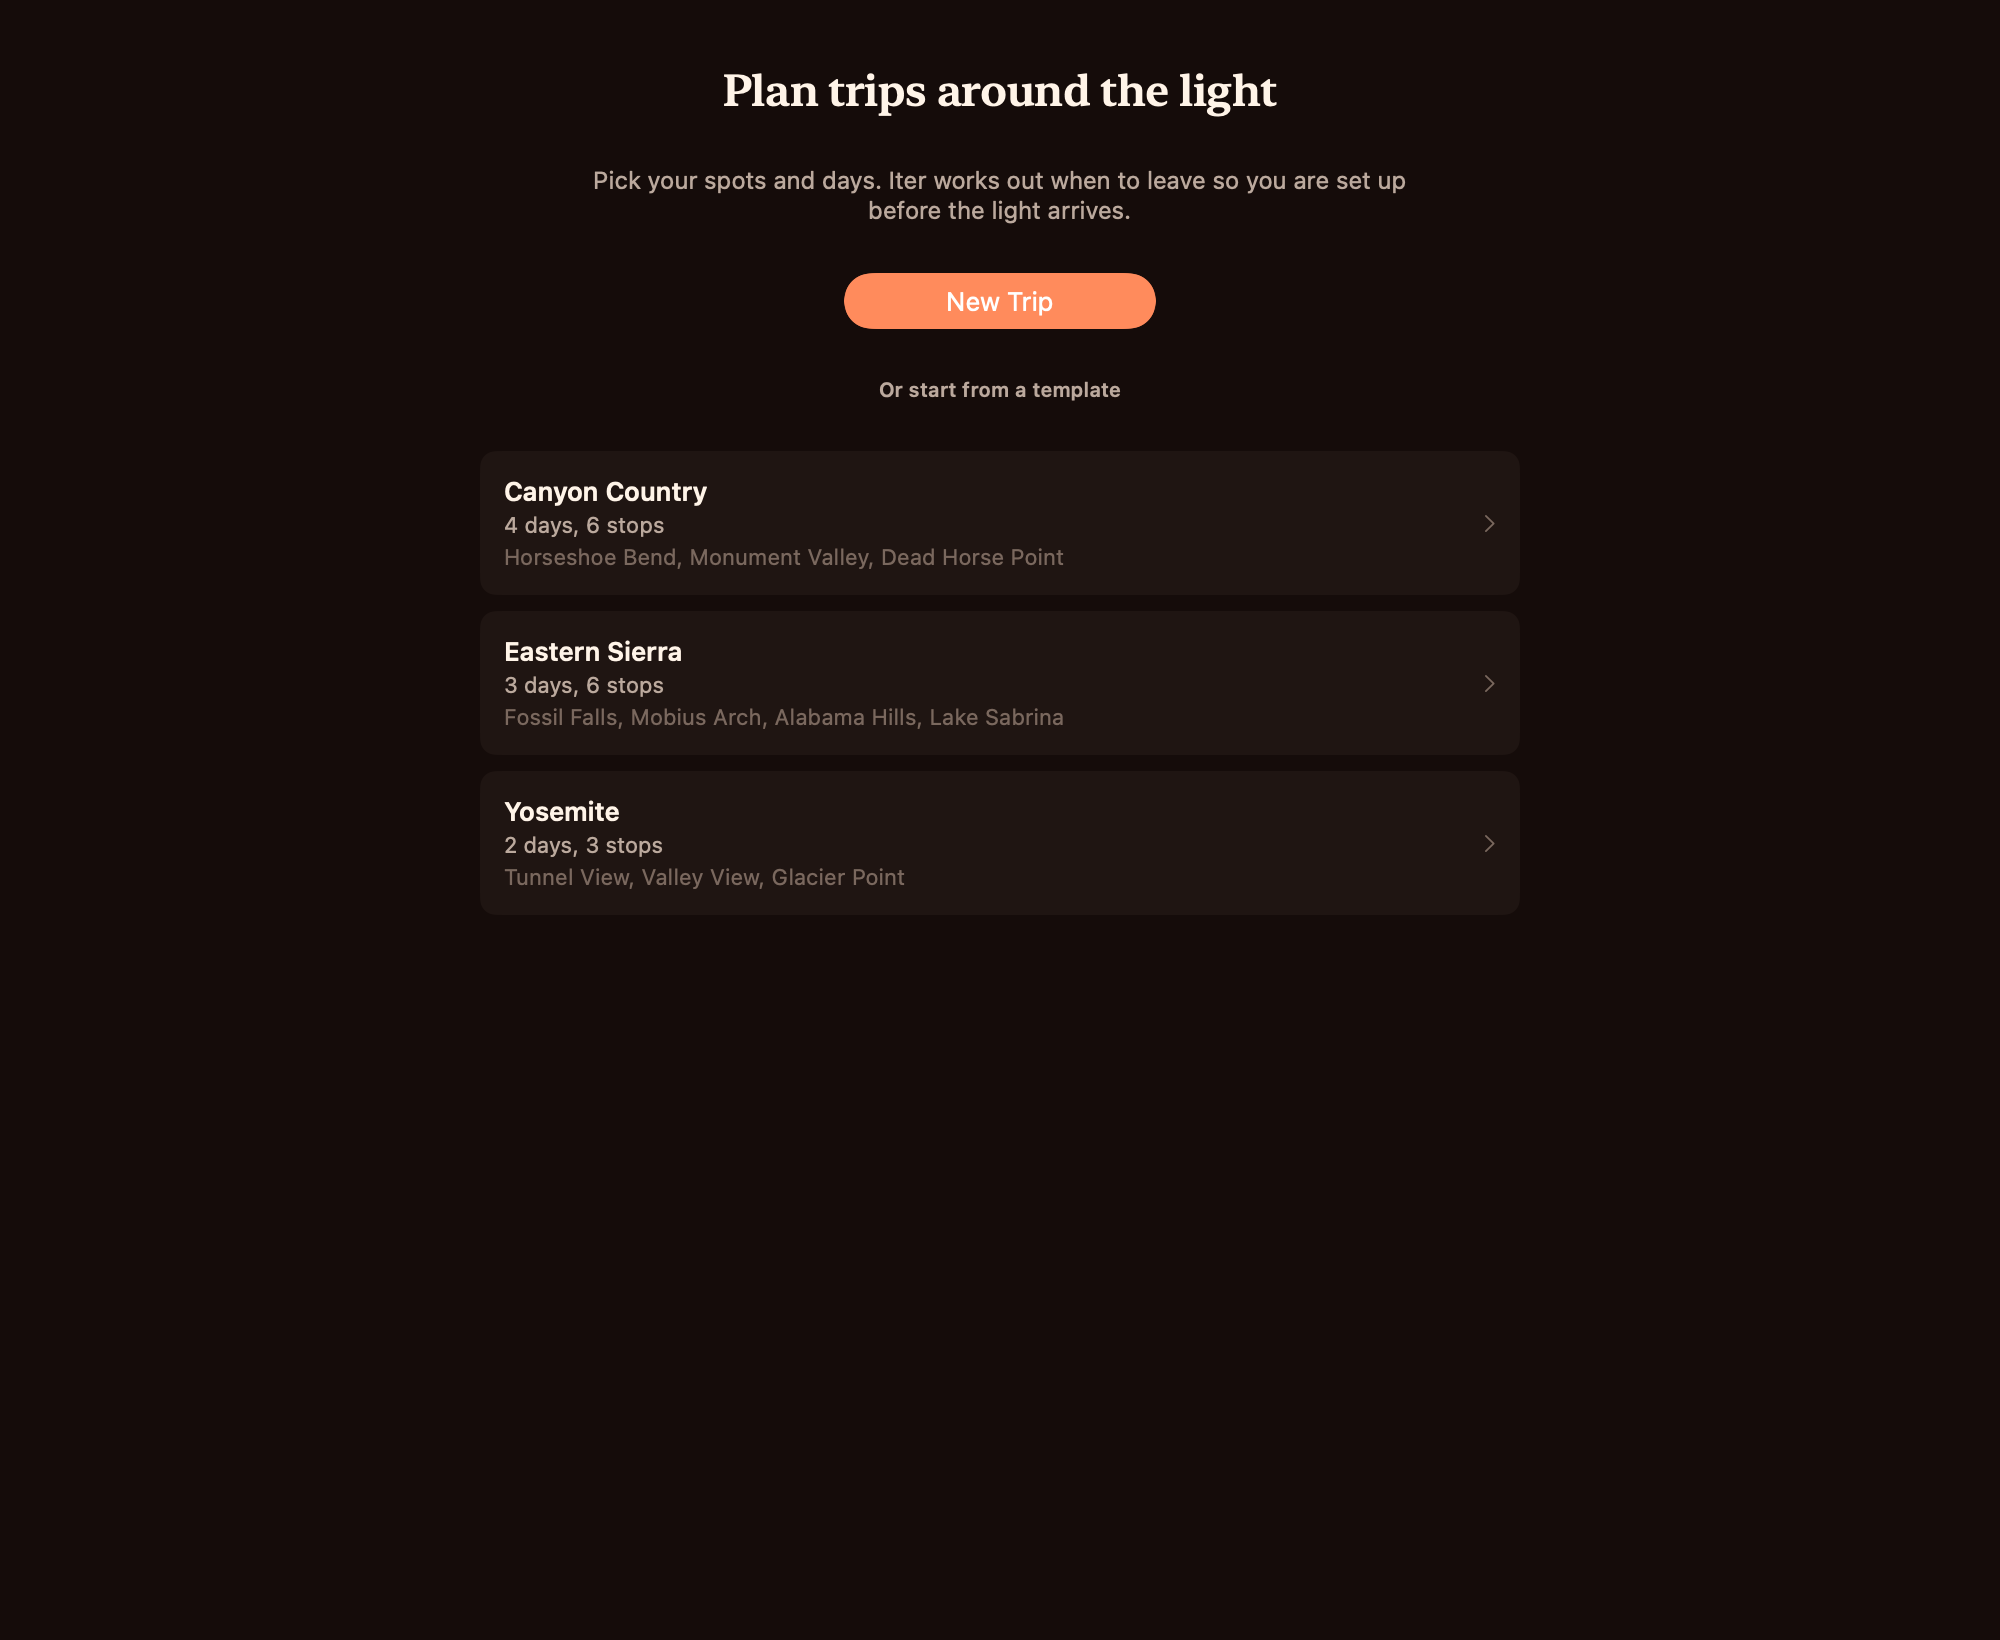 Plan trips around the light
Pick your spots and days. Iter works out when to leave so you are set up
before the light arrives.
New Trip
Or start from a template
Canyon Country
4 days, 6 stops
Horseshoe Bend, Monument Valley, Dead Horse Point
Eastern Sierra
3 days, 6 stops
Fossil Falls, Mobius Arch, Alabama Hills, Lake Sabrina
Yosemite
2 days, 3 stops
Tunnel View, Valley View, Glacier Point